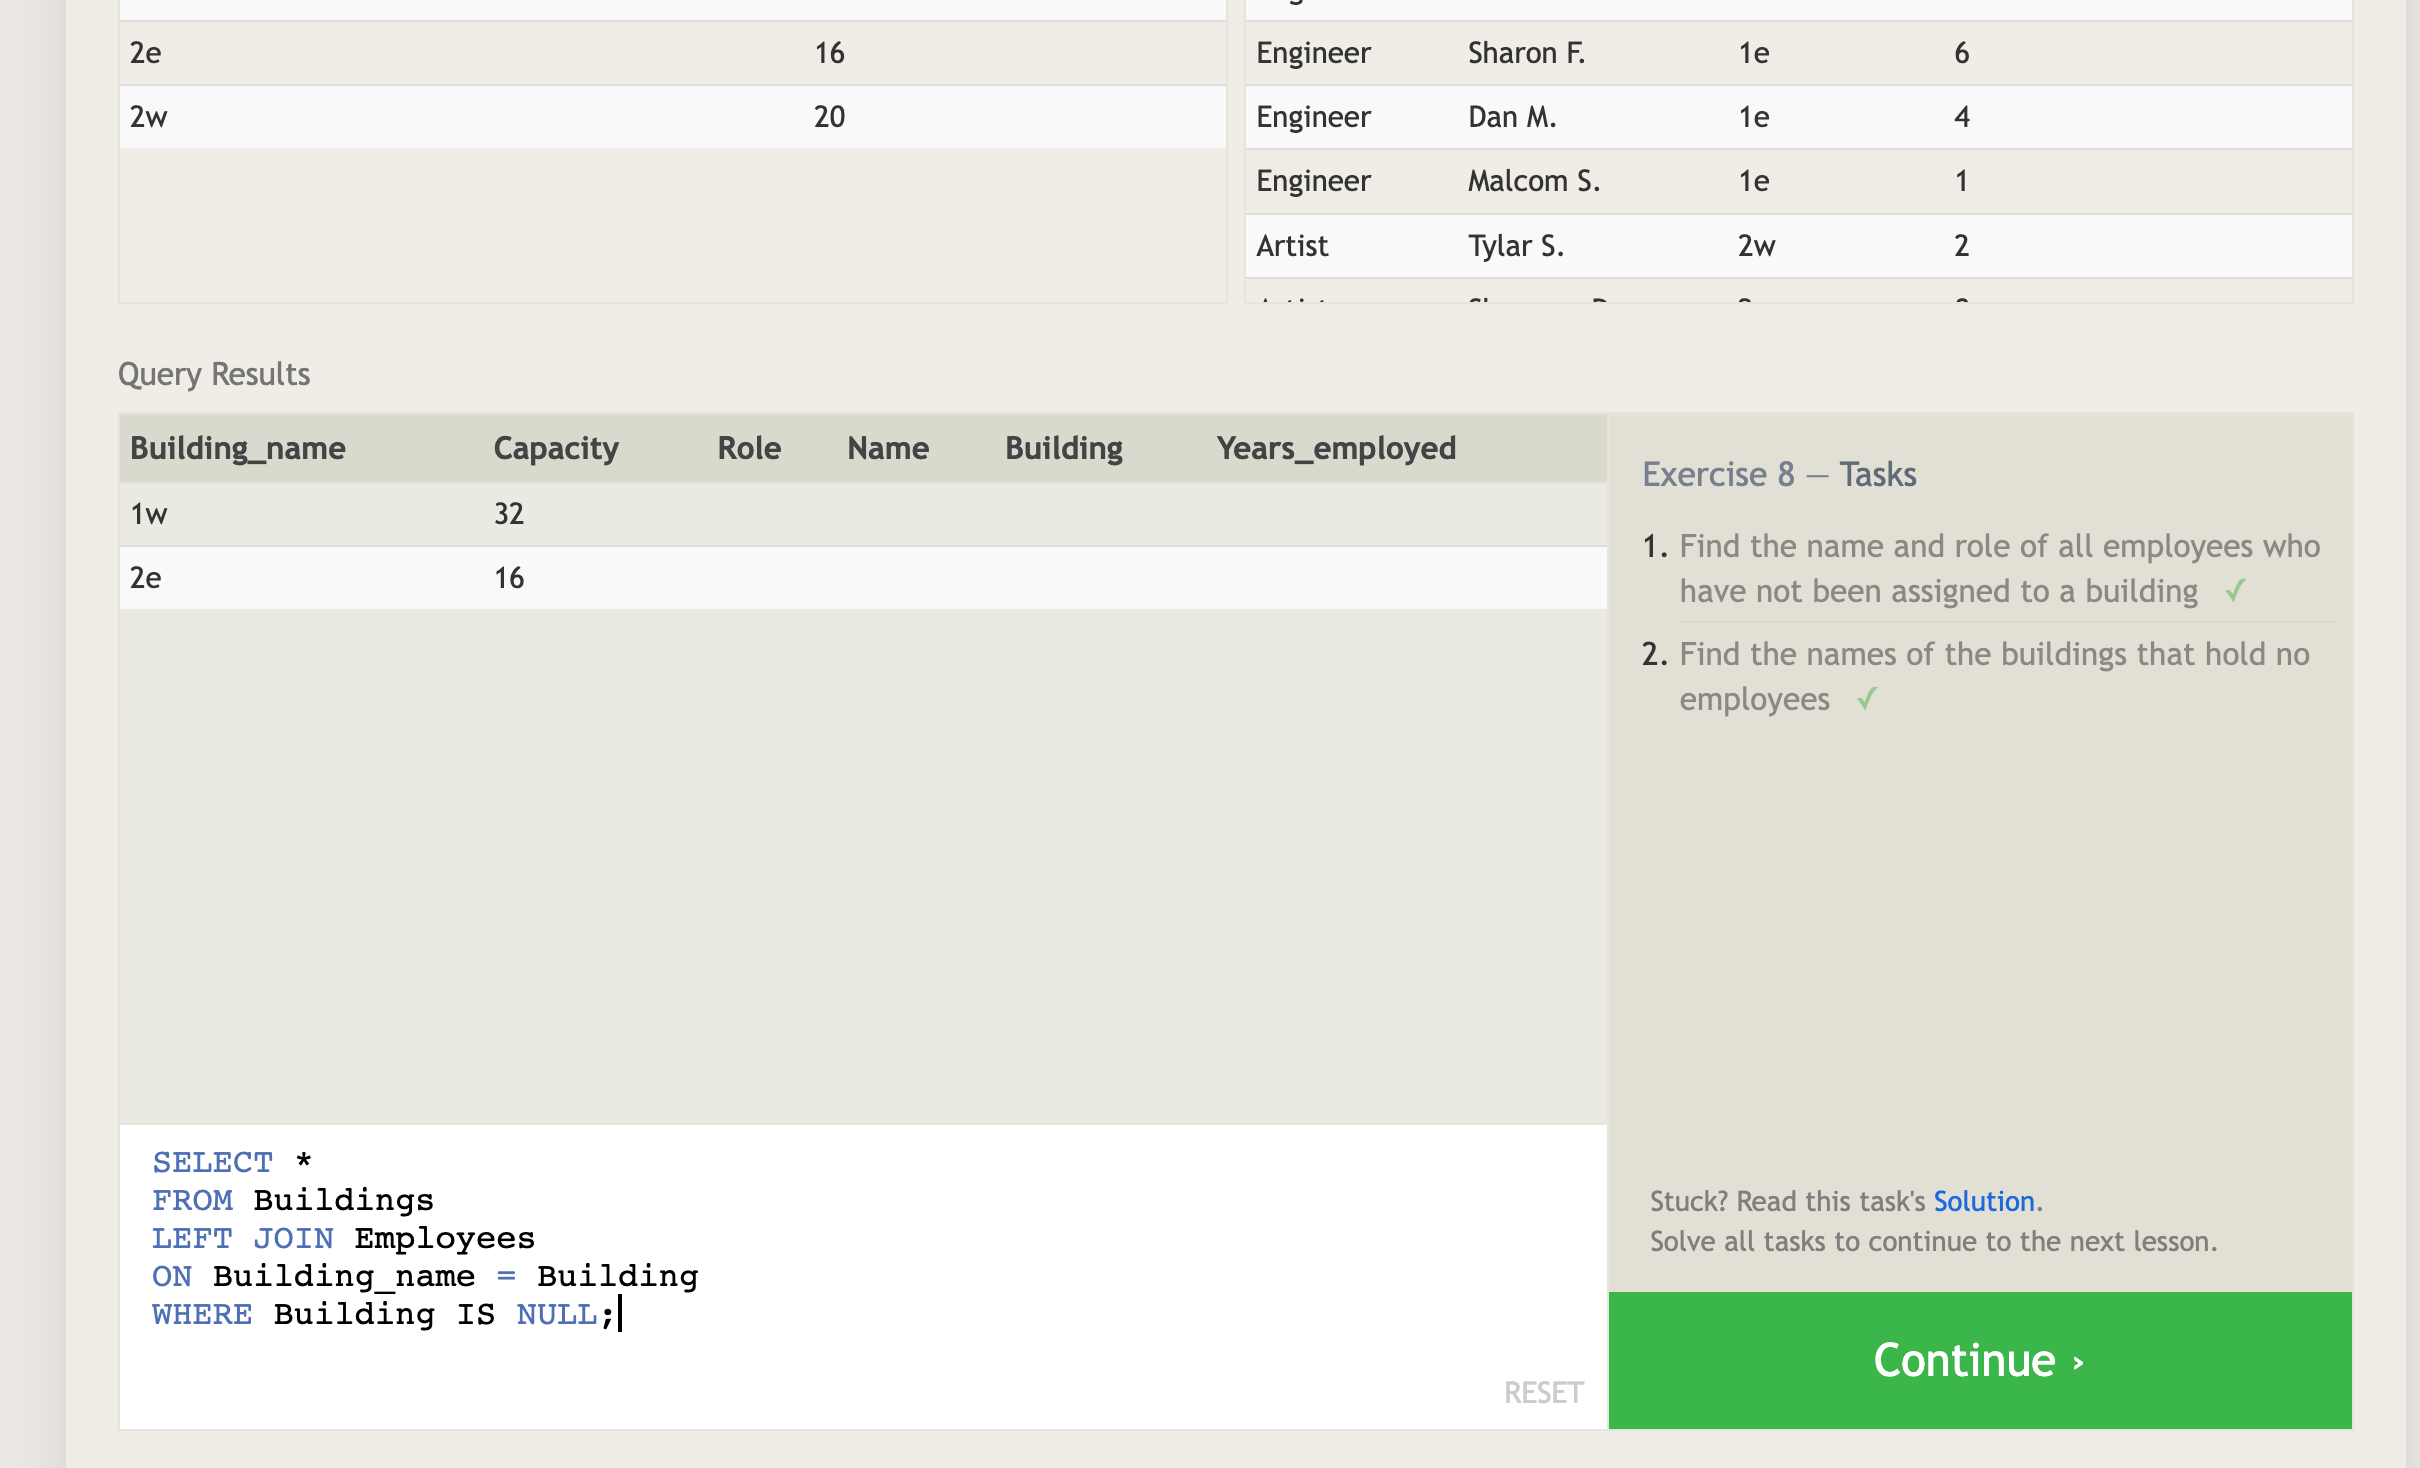 2e 16
2w 20
Engineer Sharon F. 1e 6
Engineer Dan M. 1e 4
Engineer Malcom S. 1e 1
Artist Tylar S. 2w 2
Query Results
Building_name Capacity Role Name Building Years_employed
1w 32
2e 16
SELECT *
FROM Buildings
LEFT JOIN Employees
ON Building_name = Building
WHERE Building IS NULL;
RESET
Exercise 8 — Tasks
1. Find the name and role of all employees who
have not been assigned to a building ✓
2. Find the names of the buildings that hold no
employees ✓
Stuck? Read this task's Solution.
Solve all tasks to continue to the next lesson.
Continue ›